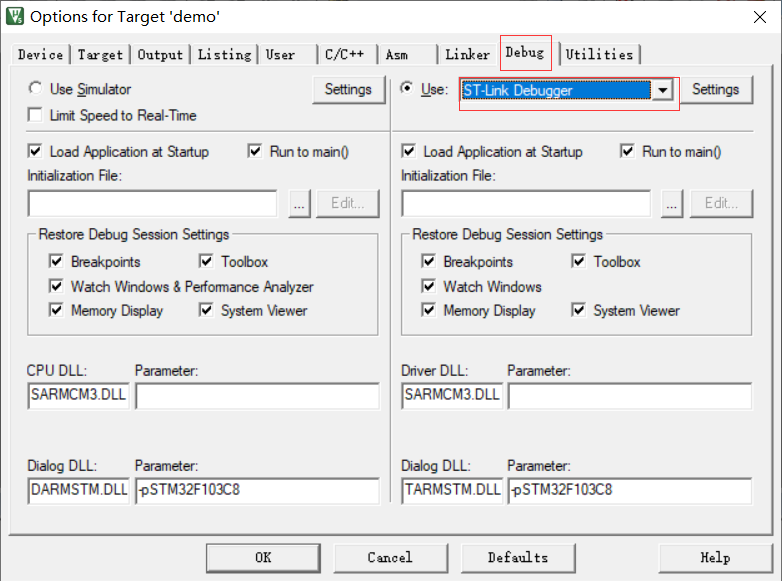 Options for Target 'demo'
Device Target Output Listing User C/C++ Asm Linker Debug Utilities
Use Simulator Settings
Limit Speed to Real-Time
Use: ST-Link Debugger Settings
Load Application at Startup Run to main()
Initialization File:
... Edit...
Restore Debug Session Settings
Breakpoints Toolbox
Watch Windows & Performance Analyzer
Memory Display System Viewer
CPU DLL: Parameter:
SARMCM3.DLL
Dialog DLL: Parameter:
DARMSTM.DLL -pSTM32F103C8
Load Application at Startup Run to main()
Initialization File:
... Edit...
Restore Debug Session Settings
Breakpoints Toolbox
Watch Windows
Memory Display System Viewer
Driver DLL: Parameter:
SARMCM3.DLL
Dialog DLL: Parameter:
TARMSTM.DLL -pSTM32F103C8
OK Cancel Defaults Help